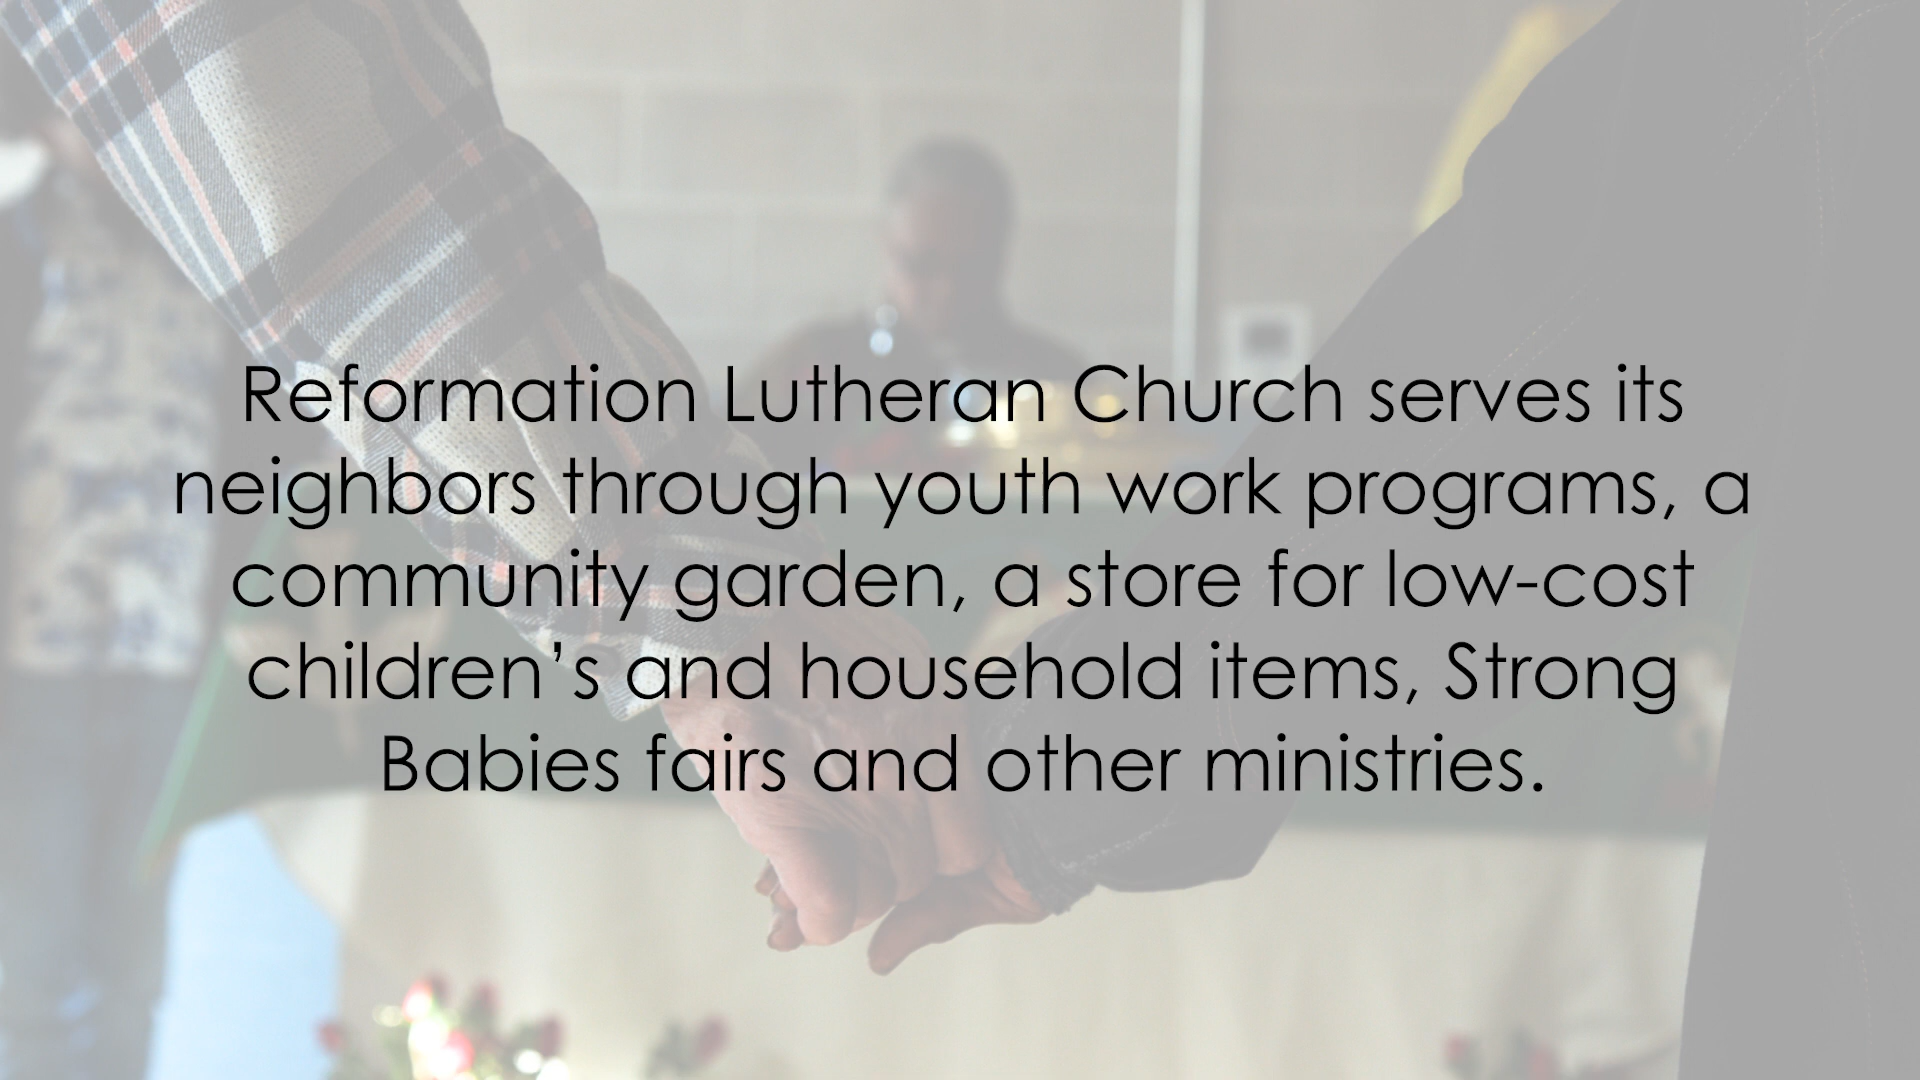 Reformation Lutheran Church serves its
neighbors through youth work programs, a
community garden, a store for low-cost
children’s and household items, Strong
Babies fairs and other ministries.